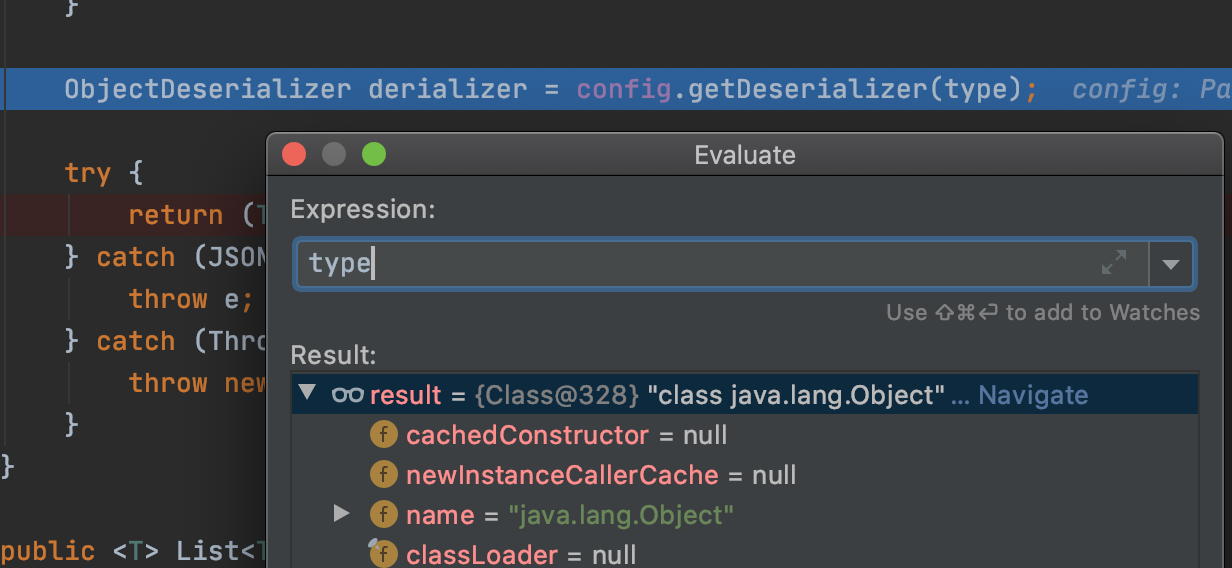 }
ObjectDeserializer derializer = config.getDeserializer(type); config: Pa
try {
return (T
} catch (JSON
throw e;
} catch (Thro
throw new
}
}
public <T> List<T
Evaluate
Expression:
type
Use ⇧⌘⏎ to add to Watches
Result:
result = {Class@328} "class java.lang.Object" ... Navigate
f cachedConstructor = null
f newInstanceCallerCache = null
f name = "java.lang.Object"
f classLoader = null